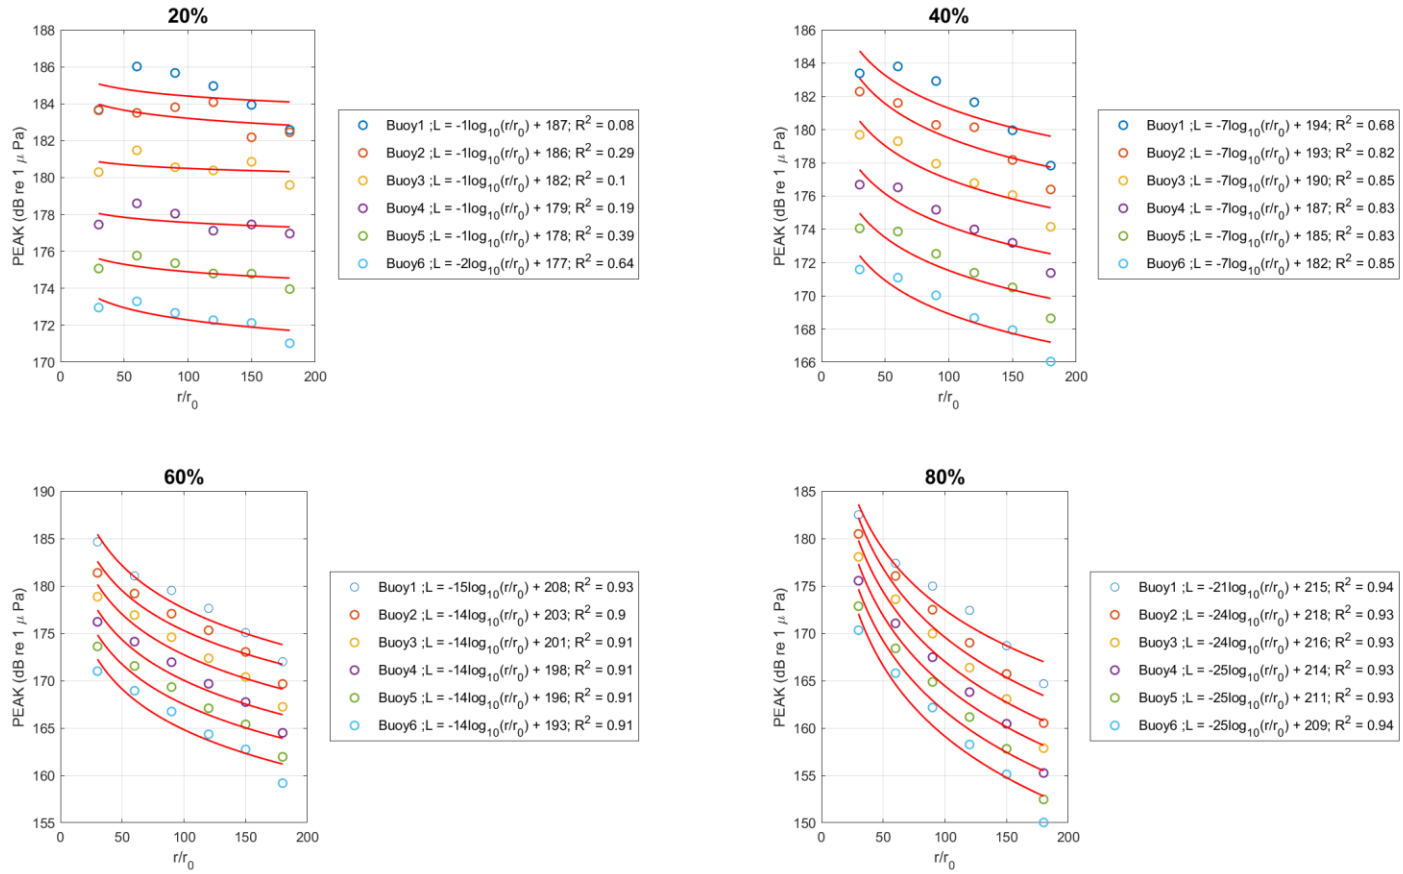 20%
188
186
184
182
180
178
176
174
172
170
PEAK (dB re 1 μ Pa)
0
50
100
150
200
r/r₀
Buoy1 ;L = -1log₁₀(r/r₀) + 187; R² = 0.08
Buoy2 ;L = -1log₁₀(r/r₀) + 186; R² = 0.29
Buoy3 ;L = -1log₁₀(r/r₀) + 182; R² = 0.1
Buoy4 ;L = -1log₁₀(r/r₀) + 179; R² = 0.19
Buoy5 ;L = -1log₁₀(r/r₀) + 178; R² = 0.39
Buoy6 ;L = -2log₁₀(r/r₀) + 177; R² = 0.64
40%
186
184
182
180
178
176
174
172
170
168
166
PEAK (dB re 1 μ Pa)
0
50
100
150
200
r/r₀
Buoy1 ;L = -7log₁₀(r/r₀) + 194; R² = 0.68
Buoy2 ;L = -7log₁₀(r/r₀) + 193; R² = 0.82
Buoy3 ;L = -7log₁₀(r/r₀) + 190; R² = 0.85
Buoy4 ;L = -7log₁₀(r/r₀) + 187; R² = 0.83
Buoy5 ;L = -7log₁₀(r/r₀) + 185; R² = 0.83
Buoy6 ;L = -7log₁₀(r/r₀) + 182; R² = 0.85
60%
190
185
180
175
170
165
160
155
PEAK (dB re 1 μ Pa)
0
50
100
150
200
r/r₀
Buoy1 ;L = -15log₁₀(r/r₀) + 208; R² = 0.93
Buoy2 ;L = -14log₁₀(r/r₀) + 203; R² = 0.9
Buoy3 ;L = -14log₁₀(r/r₀) + 201; R² = 0.91
Buoy4 ;L = -14log₁₀(r/r₀) + 198; R² = 0.91
Buoy5 ;L = -14log₁₀(r/r₀) + 196; R² = 0.91
Buoy6 ;L = -14log₁₀(r/r₀) + 193; R² = 0.91
80%
185
180
175
170
165
160
155
150
PEAK (dB re 1 μ Pa)
0
50
100
150
200
r/r₀
Buoy1 ;L = -21log₁₀(r/r₀) + 215; R² = 0.94
Buoy2 ;L = -24log₁₀(r/r₀) + 218; R² = 0.93
Buoy3 ;L = -24log₁₀(r/r₀) + 216; R² = 0.93
Buoy4 ;L = -25log₁₀(r/r₀) + 214; R² = 0.93
Buoy5 ;L = -25log₁₀(r/r₀) + 211; R² = 0.93
Buoy6 ;L = -25log₁₀(r/r₀) + 209; R² = 0.94